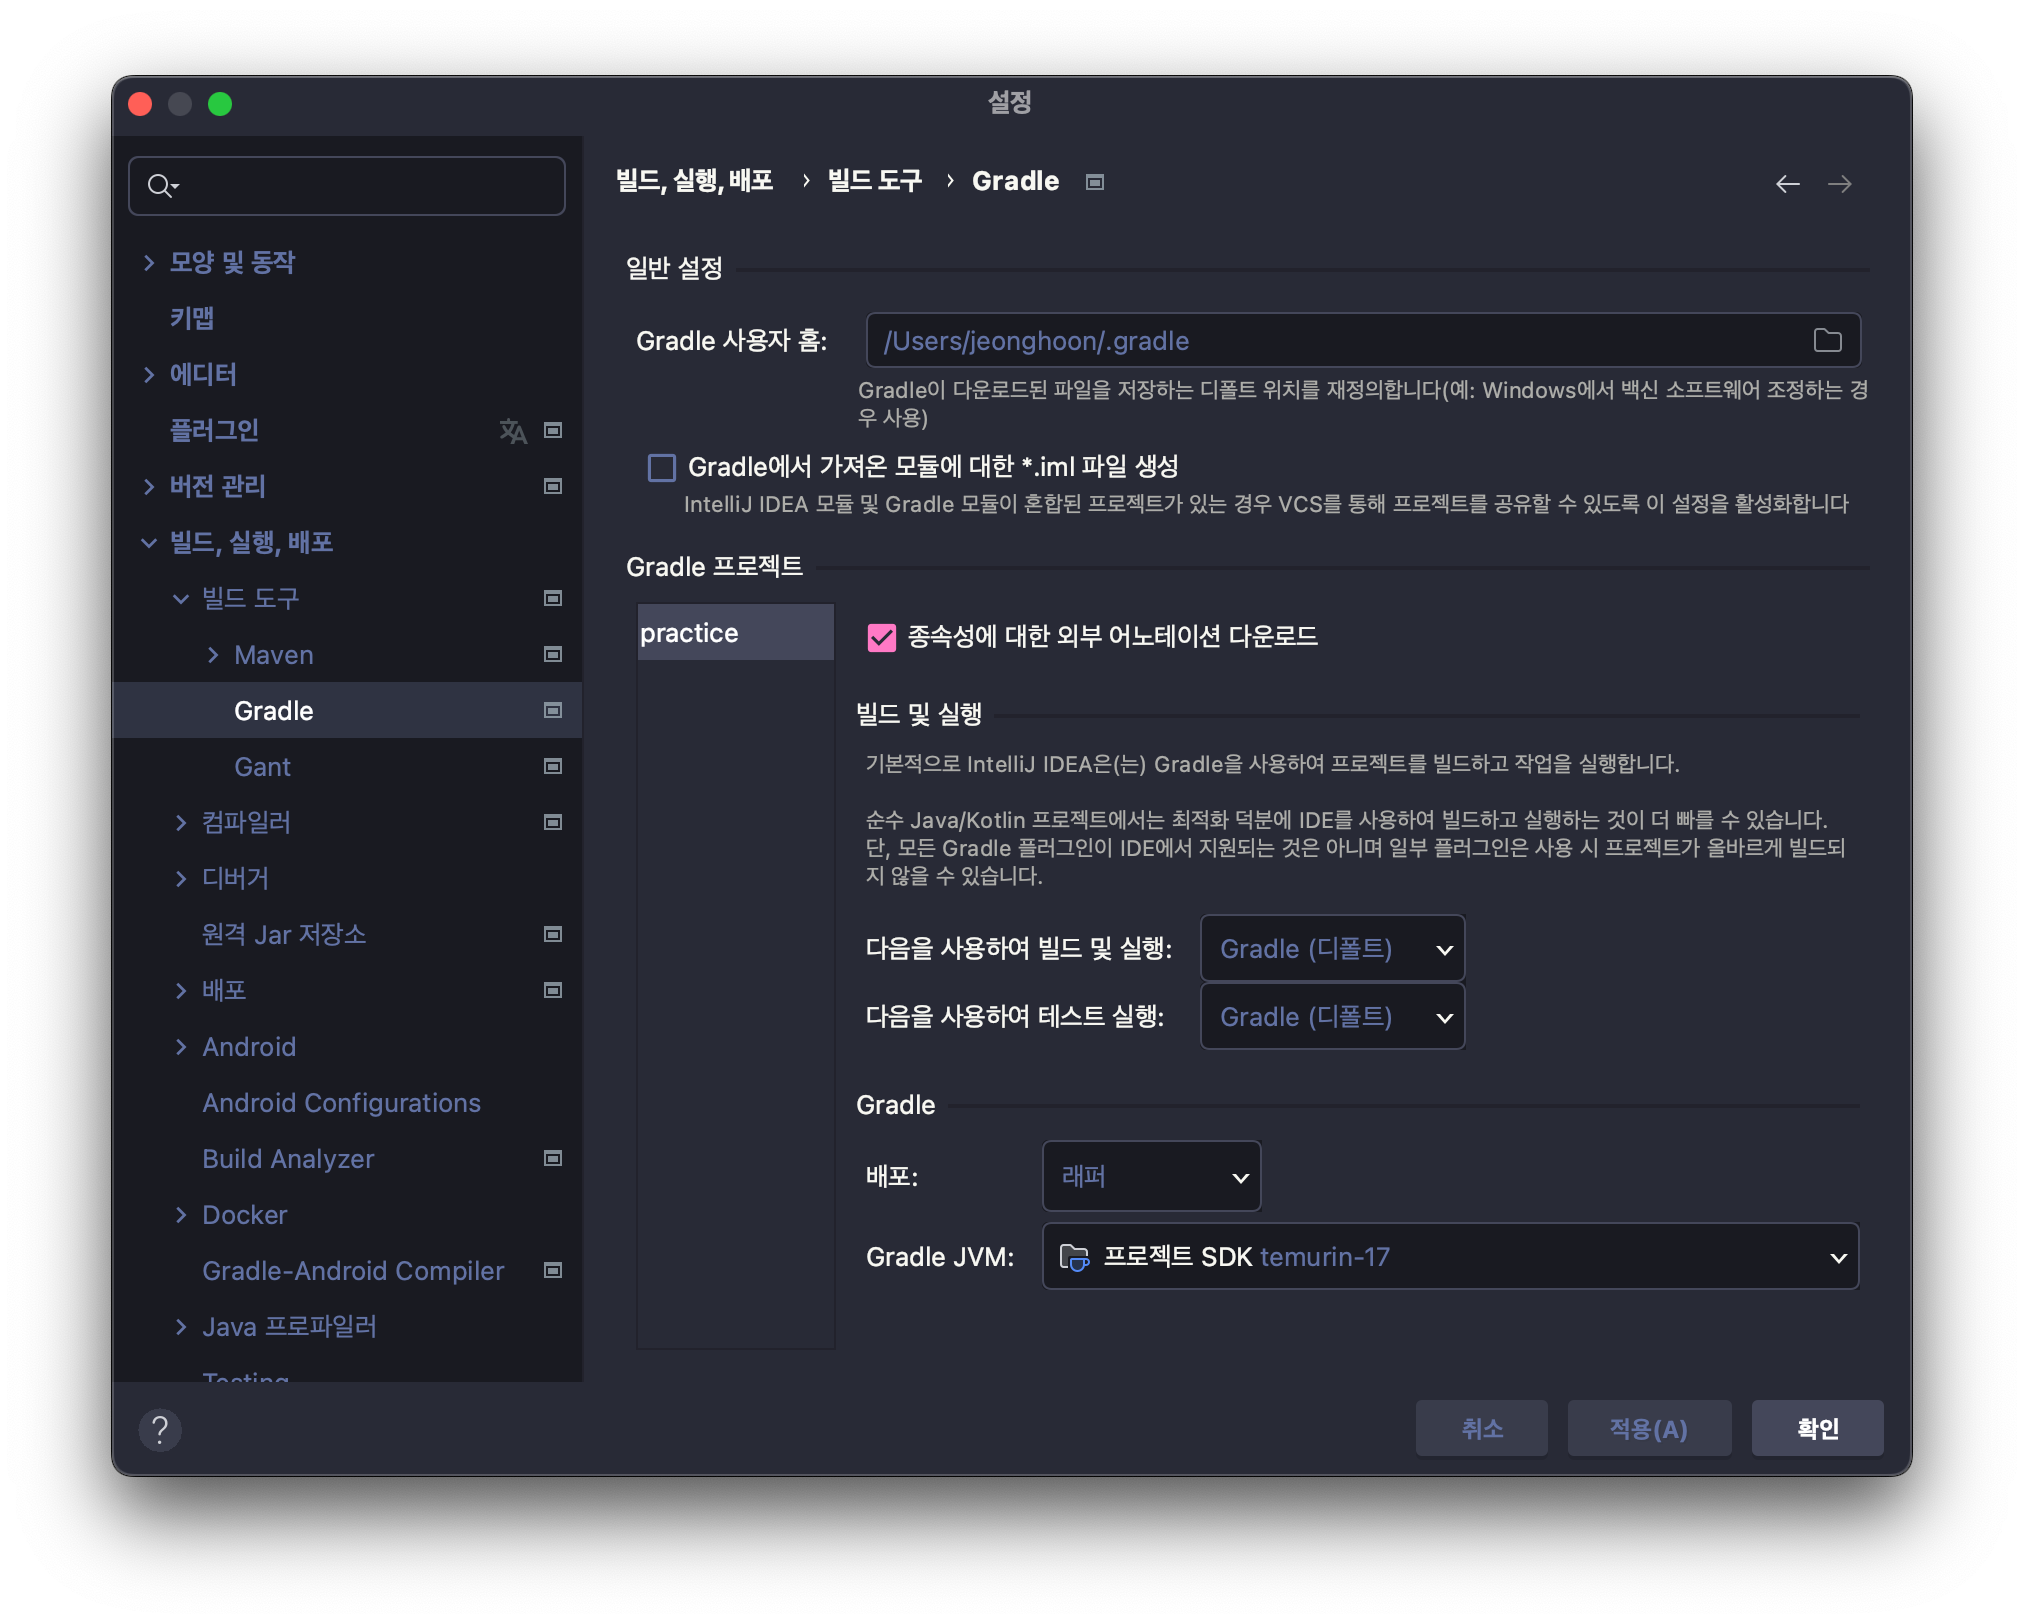 설정
모양 및 동작
키맵
에디터
플러그인
버전 관리
빌드, 실행, 배포
빌드 도구
Maven
Gradle
Gant
컴파일러
디버거
원격 Jar 저장소
배포
Android
Android Configurations
Build Analyzer
Docker
Gradle-Android Compiler
Java 프로파일러
Testing
빌드, 실행, 배포 › 빌드 도구 › Gradle
일반 설정
Gradle 사용자 홈: /Users/jeonghoon/.gradle
Gradle이 다운로드된 파일을 저장하는 디폴트 위치를 재정의합니다(예: Windows에서 백신 소프트웨어 조정하는 경
우 사용)
Gradle에서 가져온 모듈에 대한 *.iml 파일 생성
IntelliJ IDEA 모듈 및 Gradle 모듈이 혼합된 프로젝트가 있는 경우 VCS를 통해 프로젝트를 공유할 수 있도록 이 설정을 활성화합니다
Gradle 프로젝트
practice
종속성에 대한 외부 어노테이션 다운로드
빌드 및 실행
기본적으로 IntelliJ IDEA은(는) Gradle을 사용하여 프로젝트를 빌드하고 작업을 실행합니다.
순수 Java/Kotlin 프로젝트에서는 최적화 덕분에 IDE를 사용하여 빌드하고 실행하는 것이 더 빠를 수 있습니다.
단, 모든 Gradle 플러그인이 IDE에서 지원되는 것은 아니며 일부 플러그인은 사용 시 프로젝트가 올바르게 빌드되
지 않을 수 있습니다.
다음을 사용하여 빌드 및 실행: Gradle (디폴트)
다음을 사용하여 테스트 실행: Gradle (디폴트)
Gradle
배포: 래퍼
Gradle JVM: 프로젝트 SDK temurin-17
?
취소
적용(A)
확인